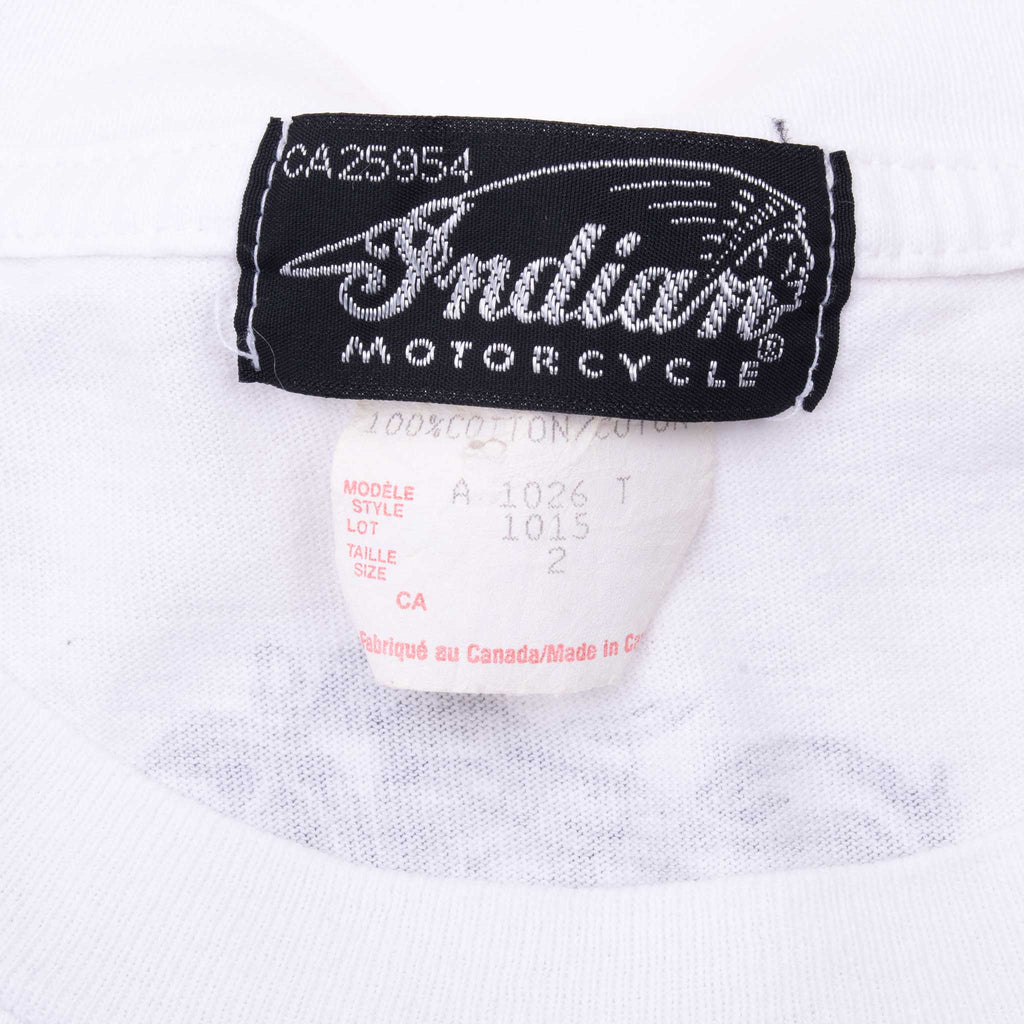 CA25954
Indian
MOTORCYCLE®
100%COTTON/COTON
MODÈLE
STYLE A 1026 T
LOT 1015
TAILLE
SIZE 2
CA
Fabriqué au Canada/Made in